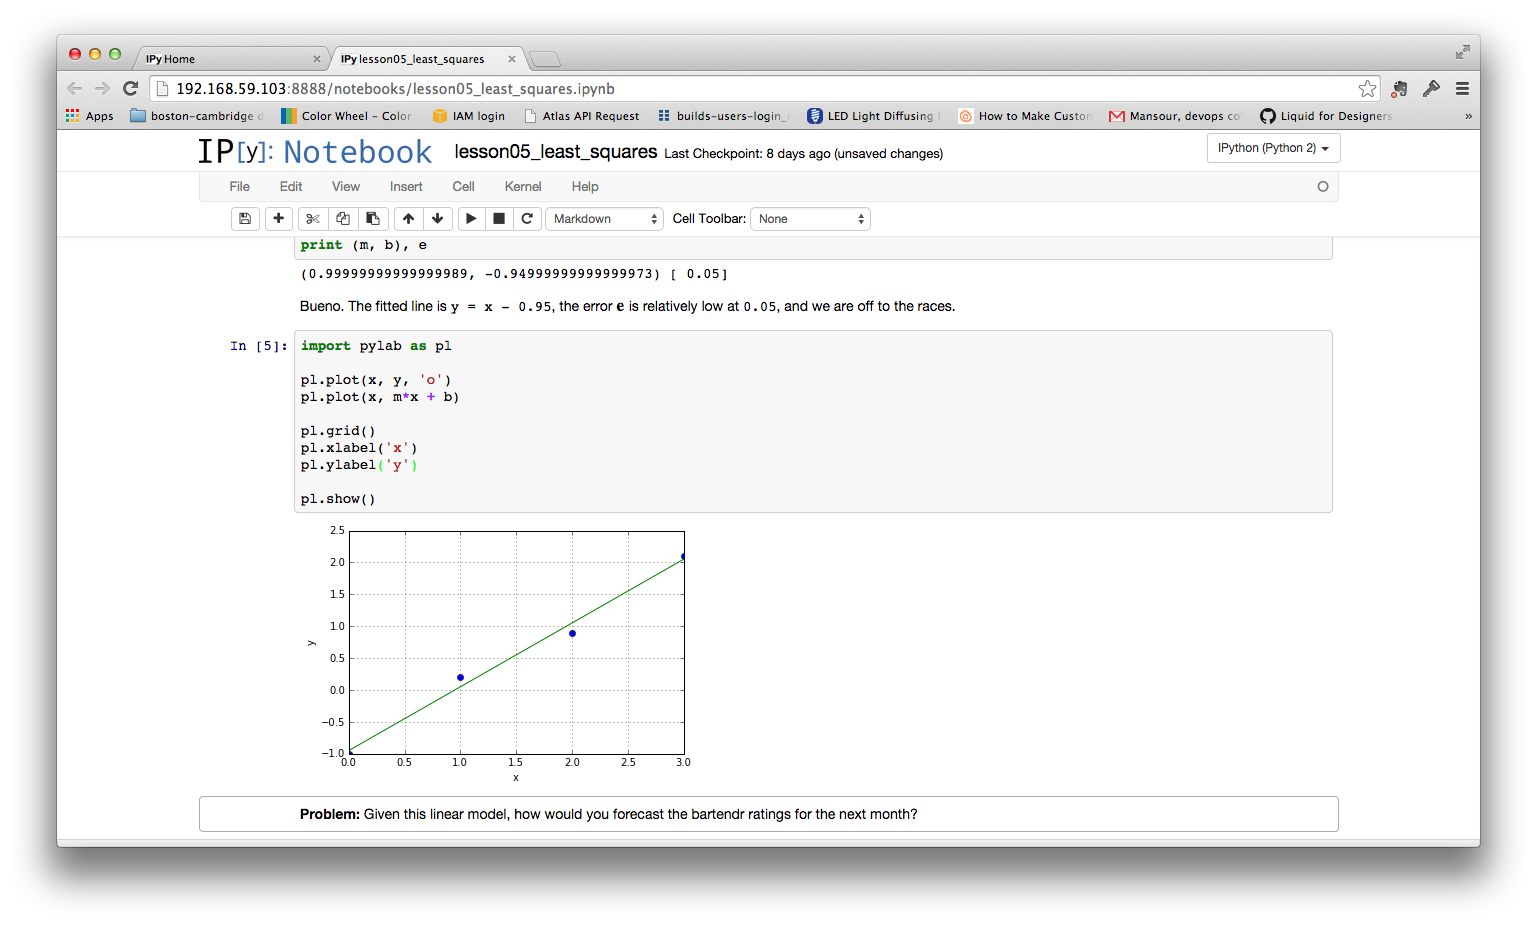 IPy Home
IPy lesson05_least_squares
192.168.59.103:8888/notebooks/lesson05_least_squares.ipynb
Apps
boston-cambridge
Color Wheel - Color
IAM login
Atlas API Request
builds-users-login_
LED Light Diffusing
How to Make Custom
Mansour, devops co
Liquid for Designers
»
IP[y]: Notebook lesson05_least_squares Last Checkpoint: 8 days ago (unsaved changes)
IPython (Python 2)
File Edit View Insert Cell Kernel Help
Markdown Cell Toolbar: None
print (m, b), e
(0.99999999999999989, -0.94999999999999973) [ 0.05]
Bueno. The fitted line is y = x - 0.95, the error e is relatively low at 0.05, and we are off to the races.
In [5]: import pylab as pl
pl.plot(x, y, 'o')
pl.plot(x, m*x + b)
pl.grid()
pl.xlabel('x')
pl.ylabel('y')
pl.show()
2.5
2.0
1.5
1.0
y
0.5
0.0
−0.5
−1.0
0.0 0.5 1.0 1.5 2.0 2.5 3.0
x
Problem: Given this linear model, how would you forecast the bartendr ratings for the next month?